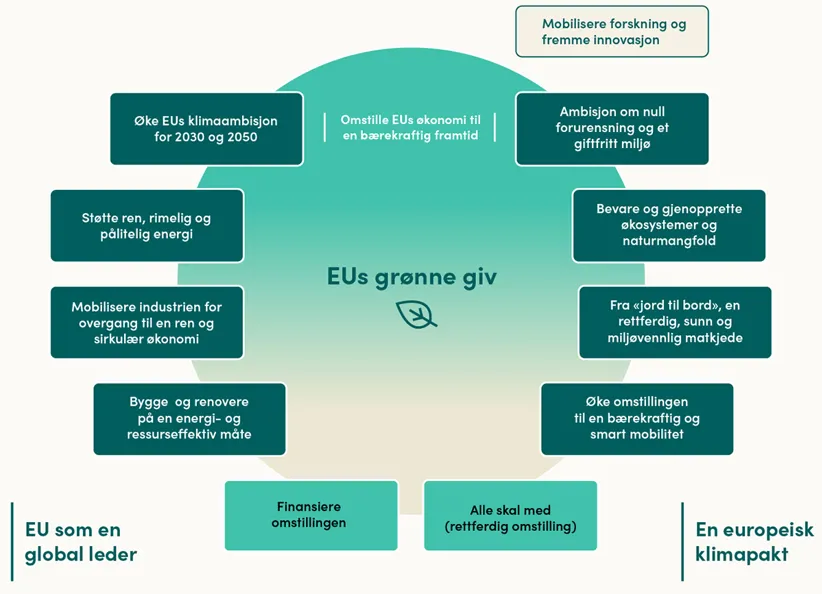 Mobilisere forskning og
fremme innovasjon
Øke EUs klimaambisjon
for 2030 og 2050
Omstille EUs økonomi til
en bærekraftig framtid
Ambisjon om null
forurensning og et
giftfritt miljø
Støtte ren, rimelig og
pålitelig energi
Bevare og gjenopprette
økosystemer og
naturmangfold
EUs grønne giv
Mobilisere industrien for
overgang til en ren og
sirkulær økonomi
Fra «jord til bord», en
rettferdig, sunn og
miljøvennlig matkjede
Bygge og renovere
på en energi- og
ressurseffektiv måte
Øke omstillingen
til en bærekraftig og
smart mobilitet
Finansiere
omstillingen
Alle skal med
(rettferdig omstilling)
EU som en
global leder
En europeisk
klimapakt